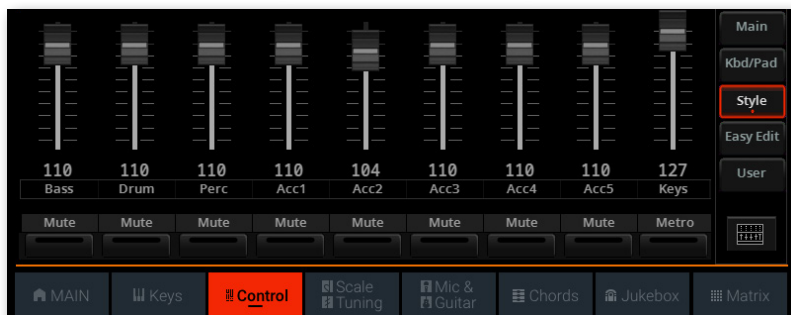 Main
Kbd/Pad
Style
Easy Edit
User
110 110 110 110 104 110 110 110 127
Bass Drum Perc Acc1 Acc2 Acc3 Acc4 Acc5 Keys
Mute Mute Mute Mute Mute Mute Mute Mute Metro
MAIN Keys Control Scale Tuning Mic & Guitar Chords Jukebox Matrix